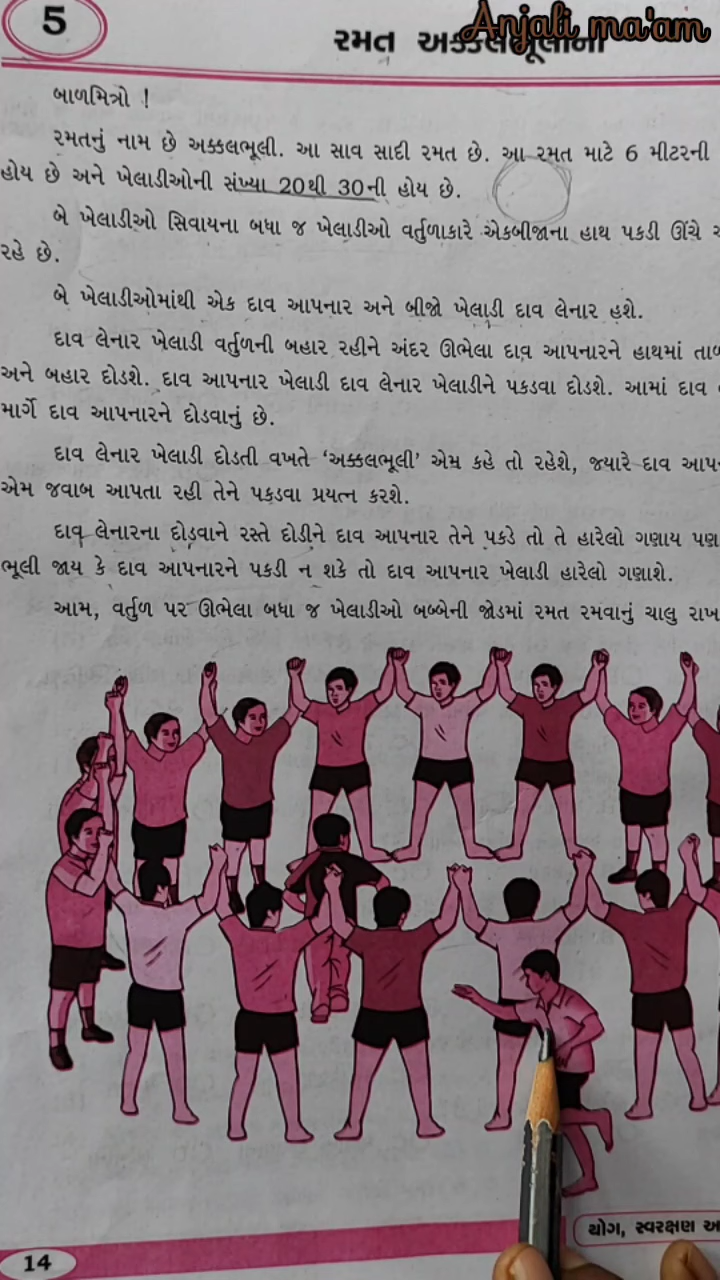 5
Anjali ma'am
રમત અક્કલભૂલીની
બાળમિત્રો !
રમતનું નામ છે અક્કલભૂલી. આ સાવ સાદી રમત છે. આ રમત માટે 6 મીટરની
હોય છે અને ખેલાડીઓની સંખ્યા 20થી 30ની હોય છે.
બે ખેલાડીઓ સિવાયના બધા જ ખેલાડીઓ વર્તુળાકારે એકબીજાના હાથ પકડી ઊંચે
રહે છે.
બે ખેલાડીઓમાંથી એક દાવ આપનાર અને બીજો ખેલાડી દાવ લેનાર હશે.
દાવ લેનાર ખેલાડી વર્તુળની બહાર રહીને અંદર ઊભેલા દાવ આપનારને હાથમાં
અને બહાર દોડશે. દાવ આપનાર ખેલાડી દાવ લેનાર ખેલાડીને પકડવા દોડશે. આમાં દાવ
માર્ગે દાવ આપનારને દોડવાનું છે.
દાવ લેનાર ખેલાડી દોડતી વખતે ‘અક્કલભૂલી’ એમ કહે તો રહેશે, જ્યારે દાવ
એમ જવાબ આપતા રહી તેને પકડવા પ્રયત્ન કરશે.
દાવ લેનારના દોડવાને રસ્તે દોડીને દાવ આપનાર તેને પકડે તો તે હારેલો ગણાય પણ
ભૂલી જાય કે દાવ આપનારને પકડી ન શકે તો દાવ આપનાર ખેલાડી હારેલો ગણાશે.
આમ, વર્તુળ પર ઊભેલા બધા જ ખેલાડીઓ બબ્બેની જોડમાં રમત રમવાનું ચાલુ
યોગ, સ્વરક્ષણ
14